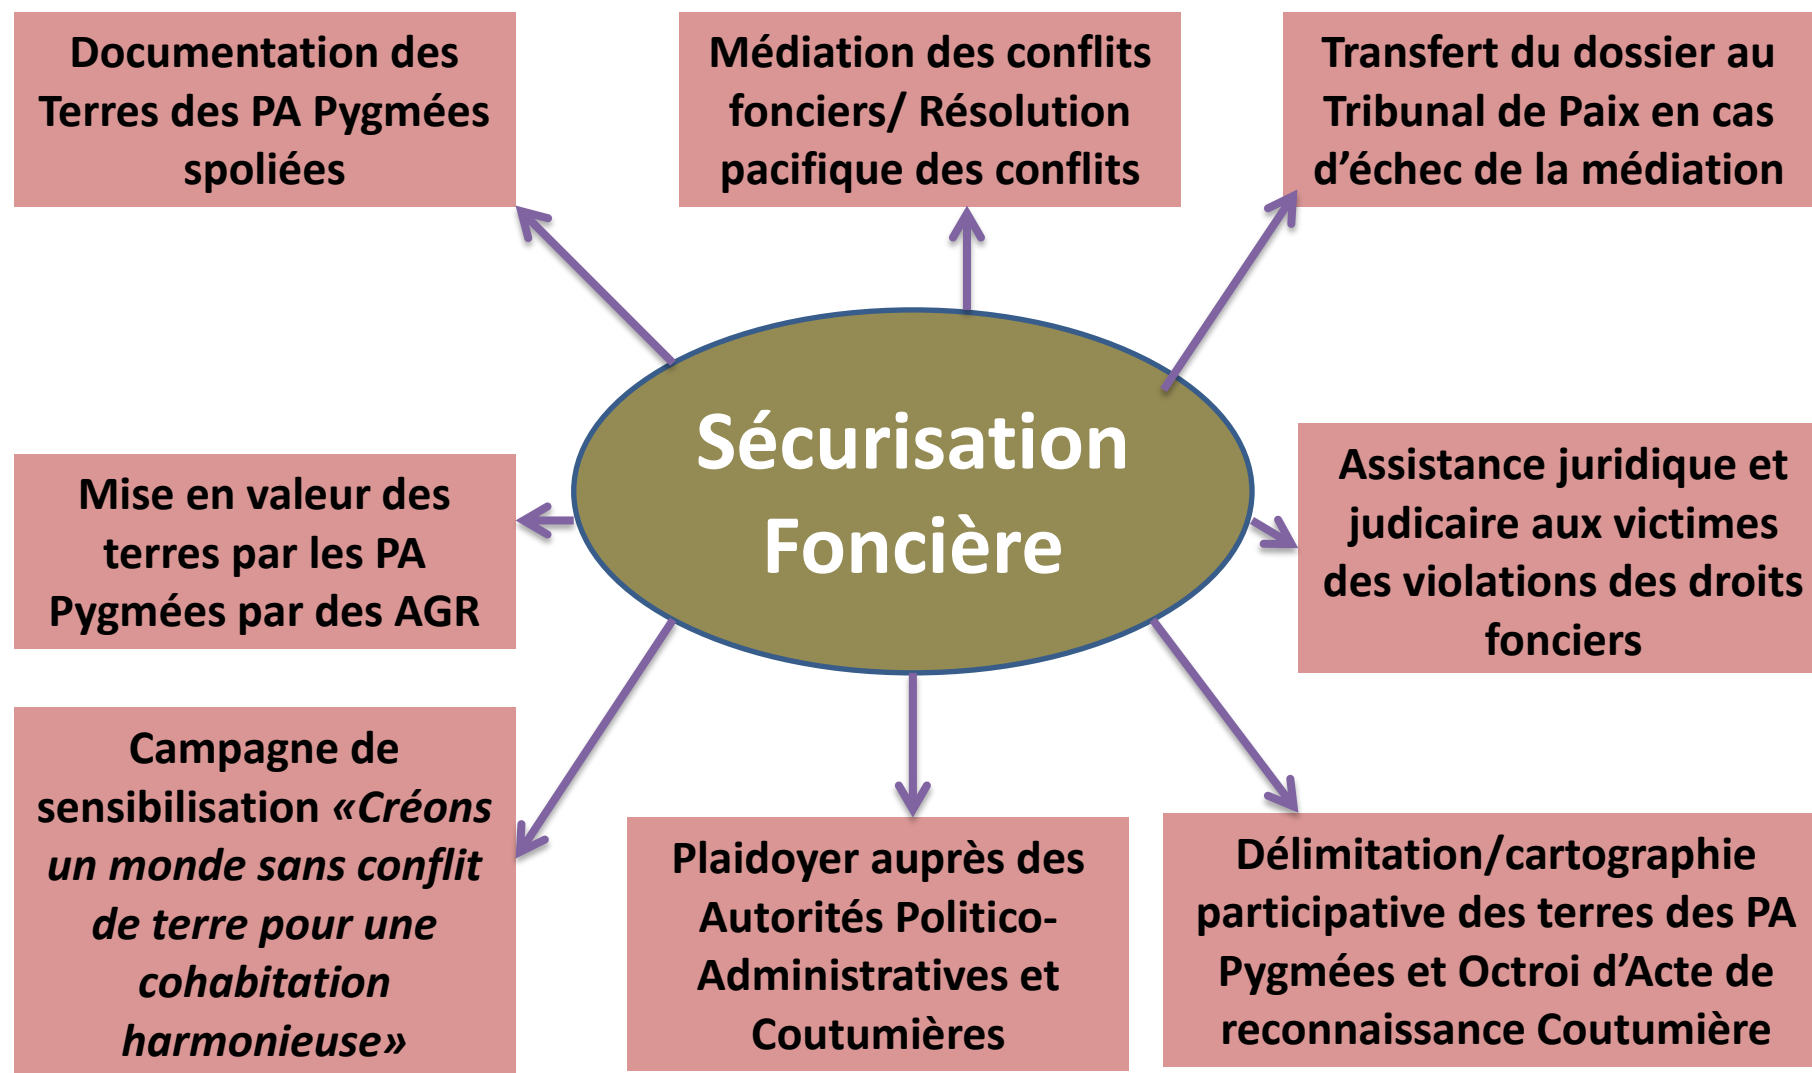 Documentation des
Terres des PA Pygmées
spoliées
Médiation des conflits
fonciers/ Résolution
pacifique des conflits
Transfert du dossier au
Tribunal de Paix en cas
d’échec de la médiation
Sécurisation
Foncière
Mise en valeur des
terres par les PA
Pygmées par des AGR
Assistance juridique et
judicaire aux victimes
des violations des droits
fonciers
Campagne de
sensibilisation «Créons
un monde sans conflit
de terre pour une
cohabitation
harmonieuse»
Plaidoyer auprès des
Autorités Politico-
Administratives et
Coutumières
Délimitation/cartographie
participative des terres des PA
Pygmées et Octroi d’Acte de
reconnaissance Coutumière